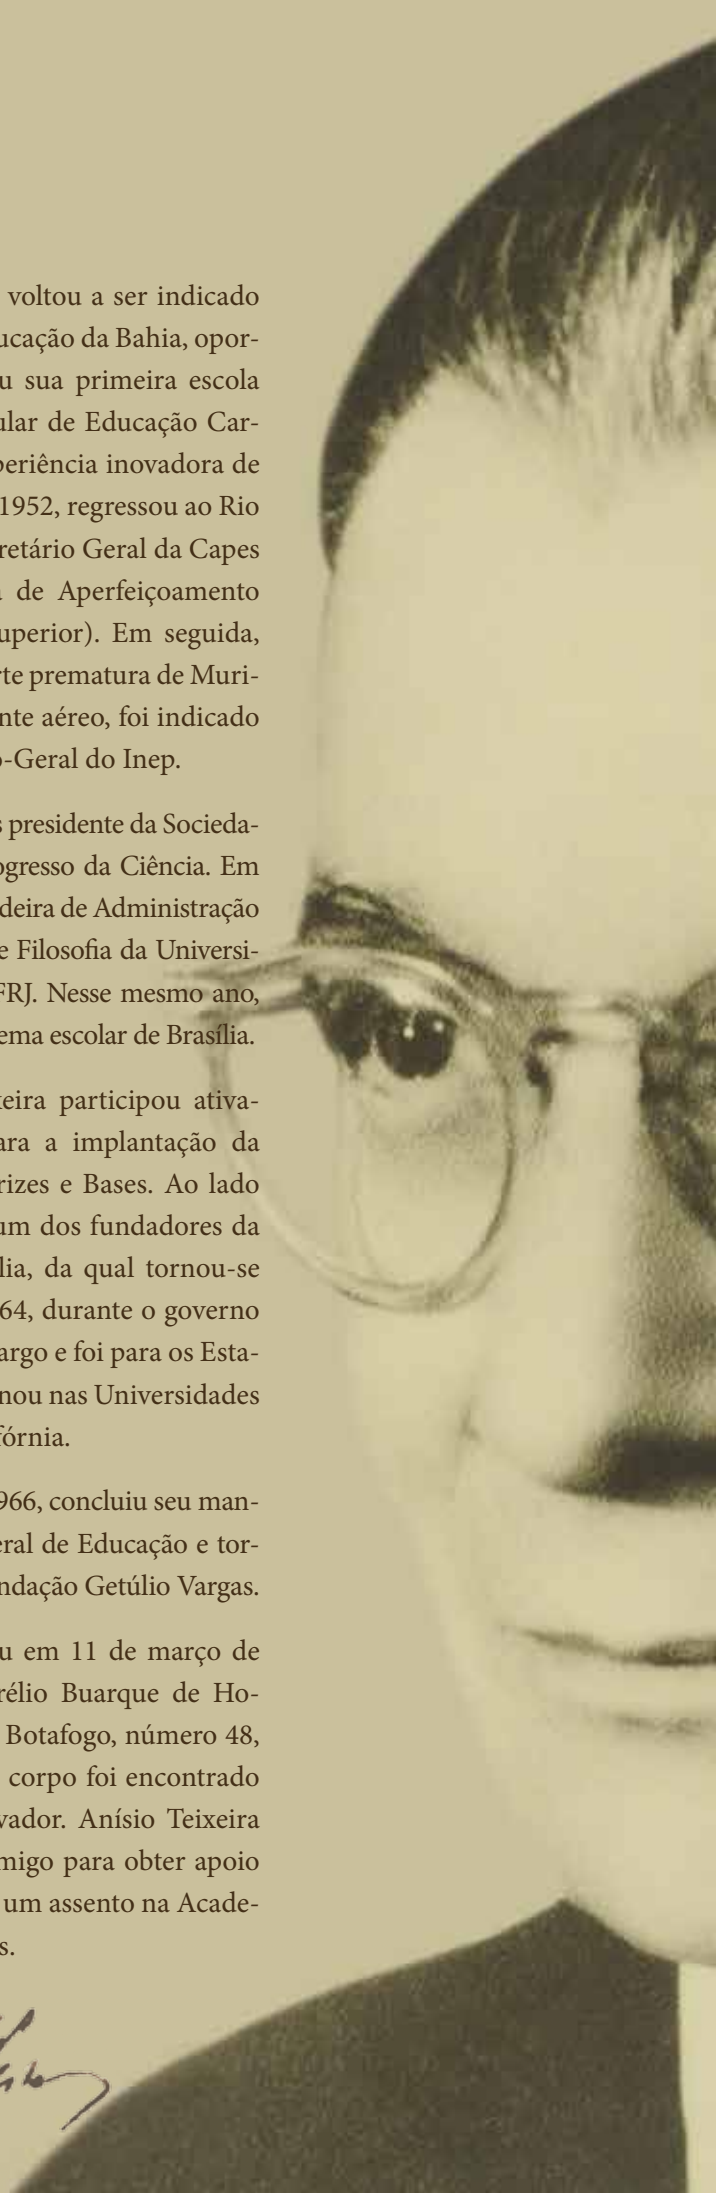 voltou a ser indicado
ucação da Bahia, opor-
u sua primeira escola
ular de Educação Car-
periência inovadora de
1952, regressou ao Rio
retário Geral da Capes
a de Aperfeiçoamento
uperior). Em seguida,
rte prematura de Muri-
nte aéreo, foi indicado
o-Geral do Inep.
s presidente da Socieda-
ogresso da Ciência. Em
deira de Administração
e Filosofia da Universi-
FRJ. Nesse mesmo ano,
ema escolar de Brasília.
xeira participou ativa-
ara a implantação da
rizes e Bases. Ao lado
um dos fundadores da
lia, da qual tornou-se
64, durante o governo
argo e foi para os Esta-
nou nas Universidades
fórnia.
966, concluiu seu man-
eral de Educação e tor-
ndação Getúlio Vargas.
u em 11 de março de
rélio Buarque de Ho-
Botafogo, número 48,
corpo foi encontrado
vador. Anísio Teixeira
migo para obter apoio
um assento na Acade-
s.